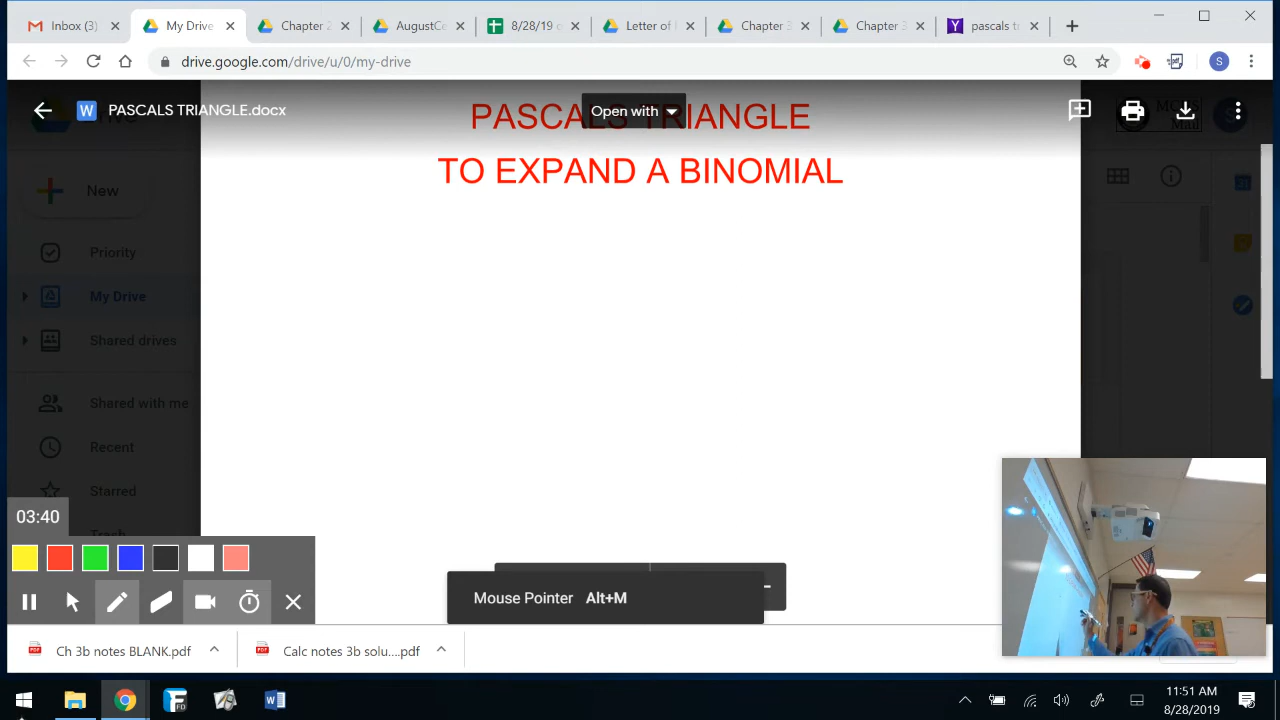 Inbox (3)
My Drive
Chapter 2
AugustCe
8/28/19 e
Letter of
Chapter 3
Chapter 3
pascals tr
drive.google.com/drive/u/0/my-drive
S
PASCALS TRIANGLE.docx
Open with
PASCALS TRIANGLE
TO EXPAND A BINOMIAL
New
Priority
My Drive
Shared drives
Shared with me
Recent
Starred
Trash
03:40
Mouse Pointer Alt+M
Ch 3b notes BLANK.pdf
Calc notes 3b solu....pdf
11:51 AM
8/28/2019